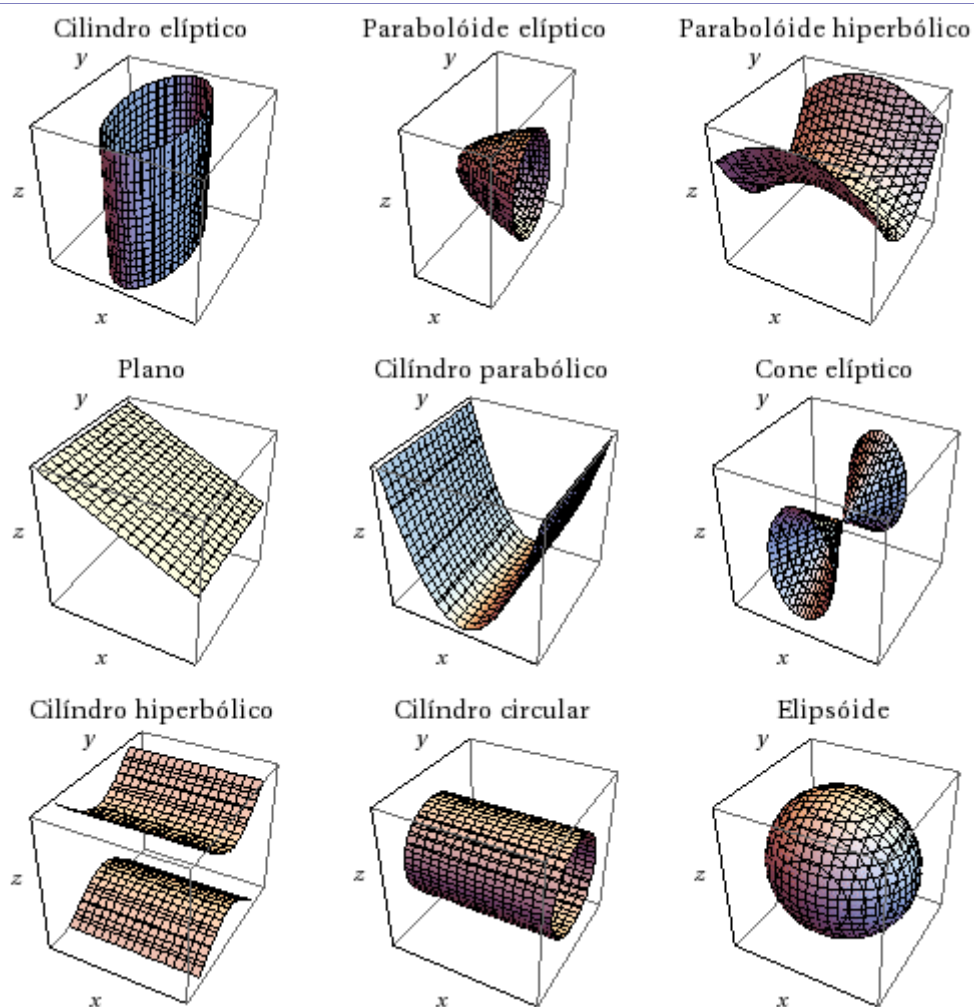 Cilindro elíptico
y
z
x
Parabolóide elíptico
y
z
x
Parabolóide hiperbólico
y
z
x
Plano
y
z
x
Cilíndro parabólico
y
z
x
Cone elíptico
y
z
x
Cilíndro hiperbólico
y
z
x
Cilíndro circular
y
z
x
Elipsóide
y
z
x